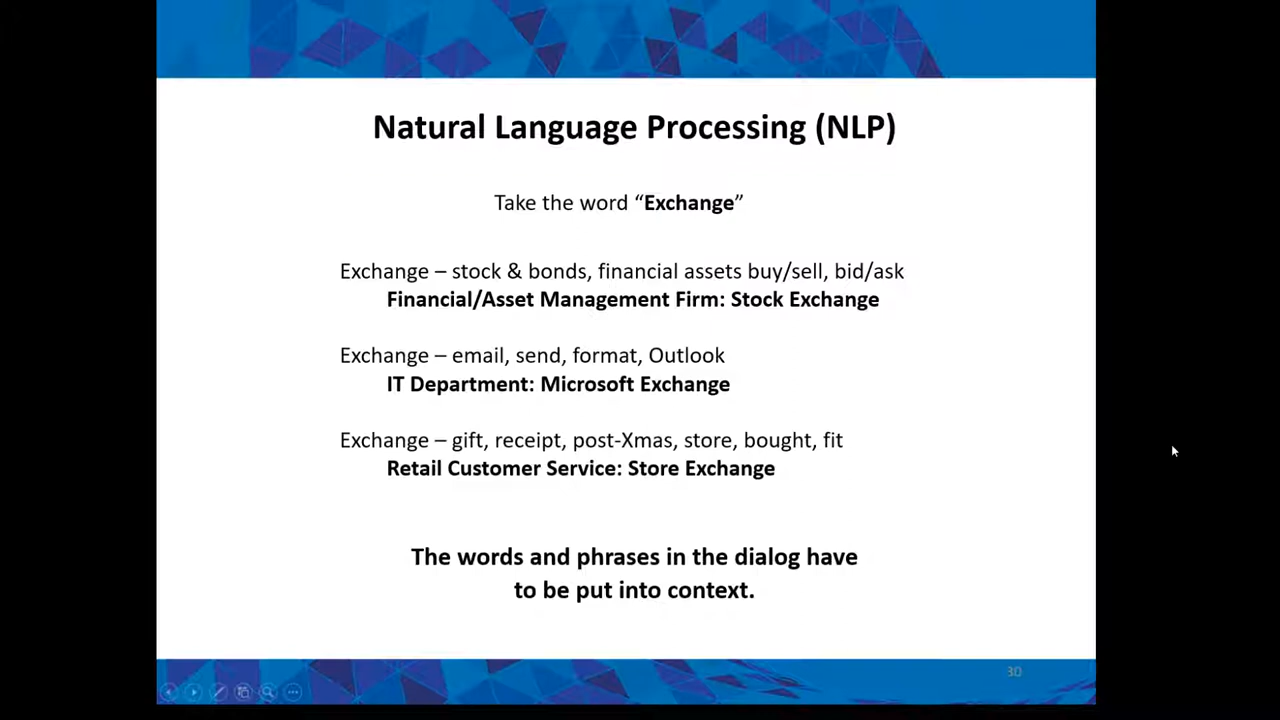 Natural Language Processing (NLP)
Take the word “Exchange”
Exchange – stock & bonds, financial assets buy/sell, bid/ask
Financial/Asset Management Firm: Stock Exchange
Exchange – email, send, format, Outlook
IT Department: Microsoft Exchange
Exchange – gift, receipt, post-Xmas, store, bought, fit
Retail Customer Service: Store Exchange
The words and phrases in the dialog have
to be put into context.
30